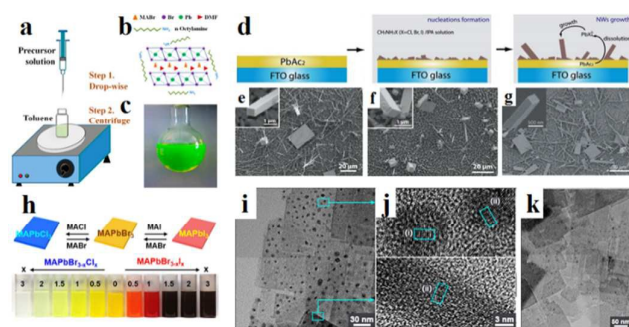 a
Precursor
solution
Step 1.
Drop-wise
Toluene
Step 2.
Centrifuge
b
MABr Br Pb DMF
n Octylamine
c
d
PbAc2
FTO glass
nucleations formation
CH3NH3X (X=Cl, Br, I) /IPA solution
FTO glass
NWs growth
growth
dissolution
PbAc2
FTO glass
e
1 μm
20 μm
f
1 μm
20 μm
g
h
MAPbCl3
MACl
MABr
MAPbBr3
MAI
MABr
MAPbI3
MAPbBr3-xClx
MAPbBr3-xIx
x
x
3 2 1.5 1 0.5 0 0.5 1 1.5 2 3
i
30 nm
j
(i)
(ii)
(ii)
3 nm
k
50 nm